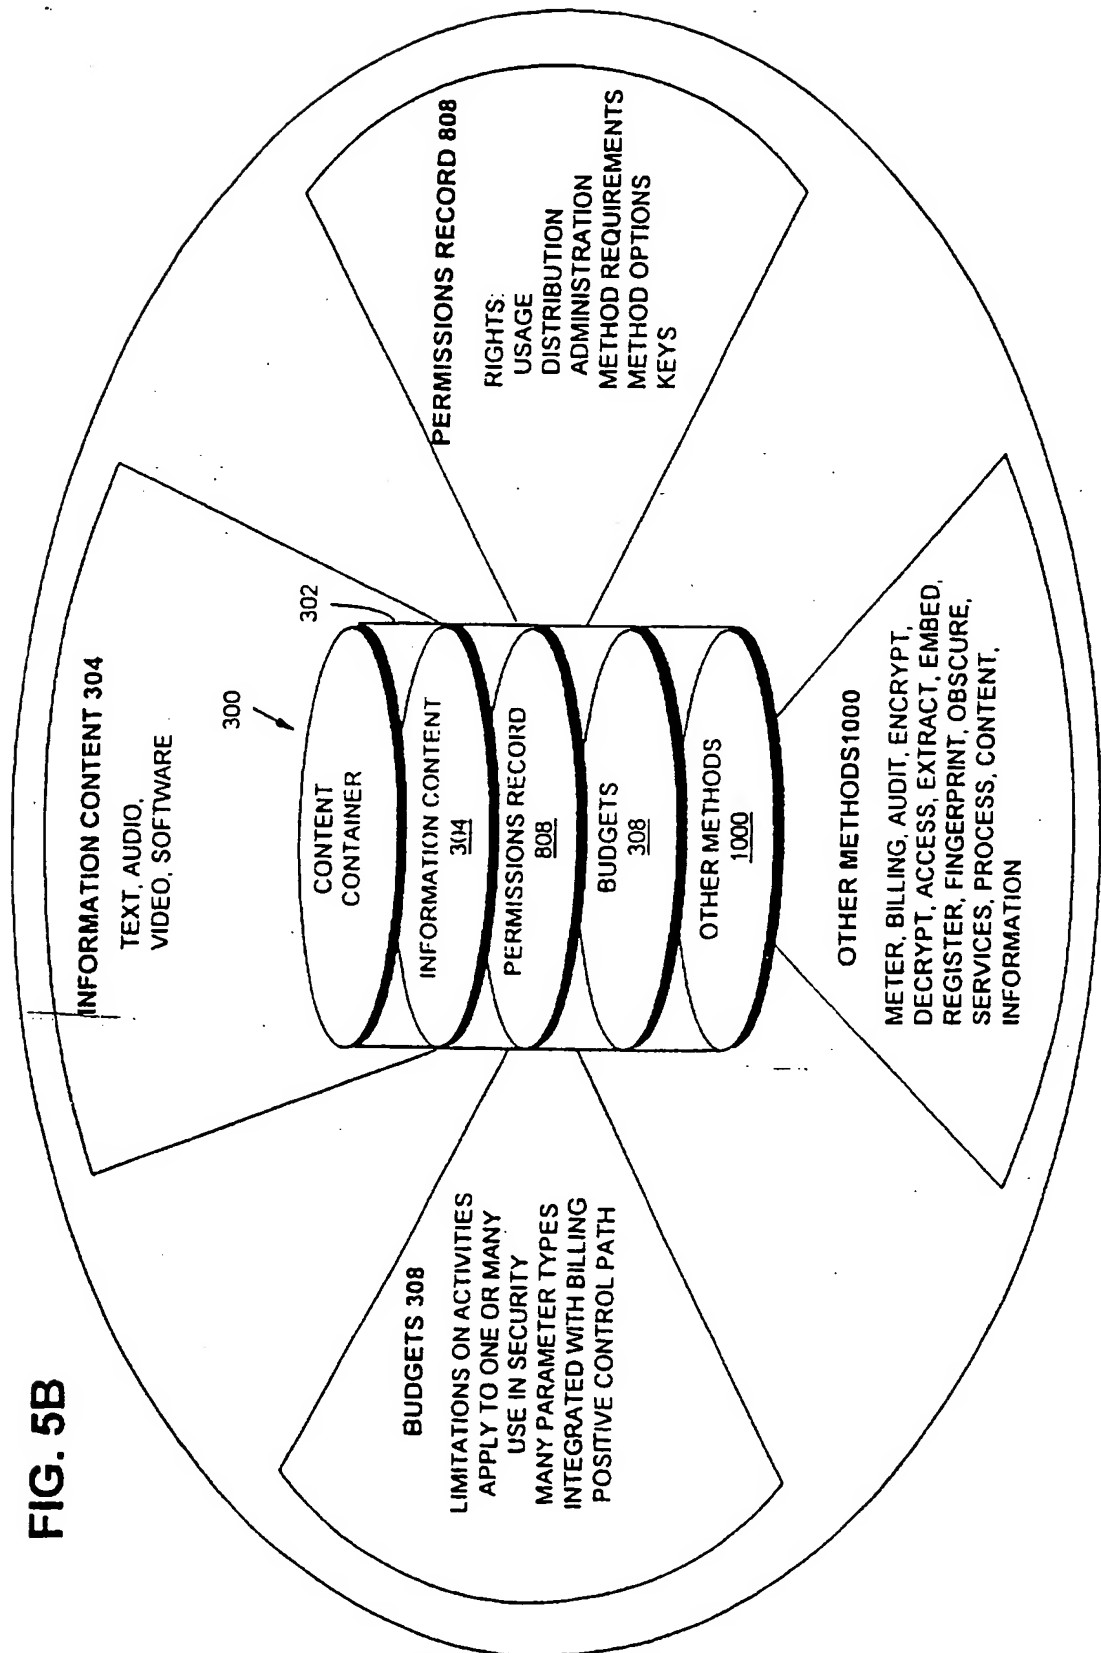 FIG. 5B
INFORMATION CONTENT 304
TEXT, AUDIO,
VIDEO, SOFTWARE
300
302
CONTENT
CONTAINER
INFORMATION CONTENT
304
PERMISSIONS RECORD
808
BUDGETS
308
OTHER METHODS
1000
BUDGETS 308
LIMITATIONS ON ACTIVITIES
APPLY TO ONE OR MANY
USE IN SECURITY
MANY PARAMETER TYPES
INTEGRATED WITH BILLING
POSITIVE CONTROL PATH
PERMISSIONS RECORD 808
RIGHTS:
USAGE
DISTRIBUTION
ADMINISTRATION
METHOD REQUIREMENTS
METHOD OPTIONS
KEYS
OTHER METHODS1000
METER, BILLING, AUDIT, ENCRYPT,
DECRYPT, ACCESS, EXTRACT, EMBED,
REGISTER, FINGERPRINT, OBSCURE,
SERVICES, PROCESS, CONTENT,
INFORMATION